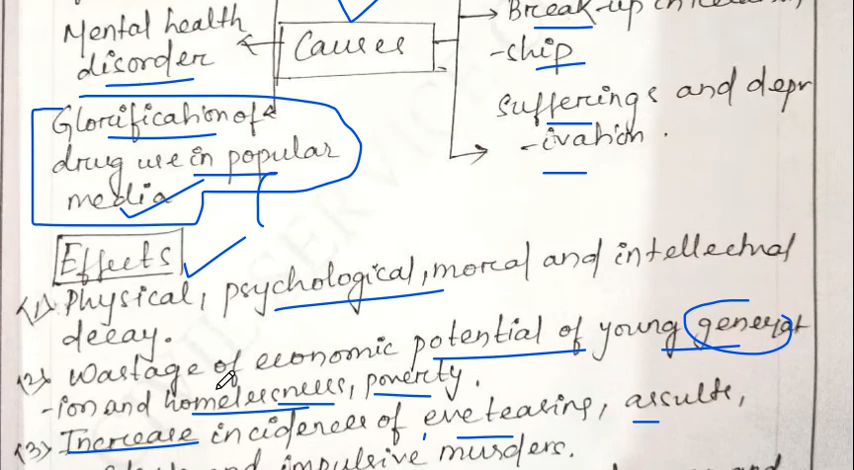 Mental health
disorder
Causes
Break-up in
-ship
sufferings and depr
-ivation.
Glorification of
drug use in popular
media
Effects
(1) Physical, psychological, moral and intellectual
decay.
(2) Wastage of economic potential of young generat
-ion and homelessness, poverty.
(3) Increase incidences of eve teasing, assults,
and impulsive murders.